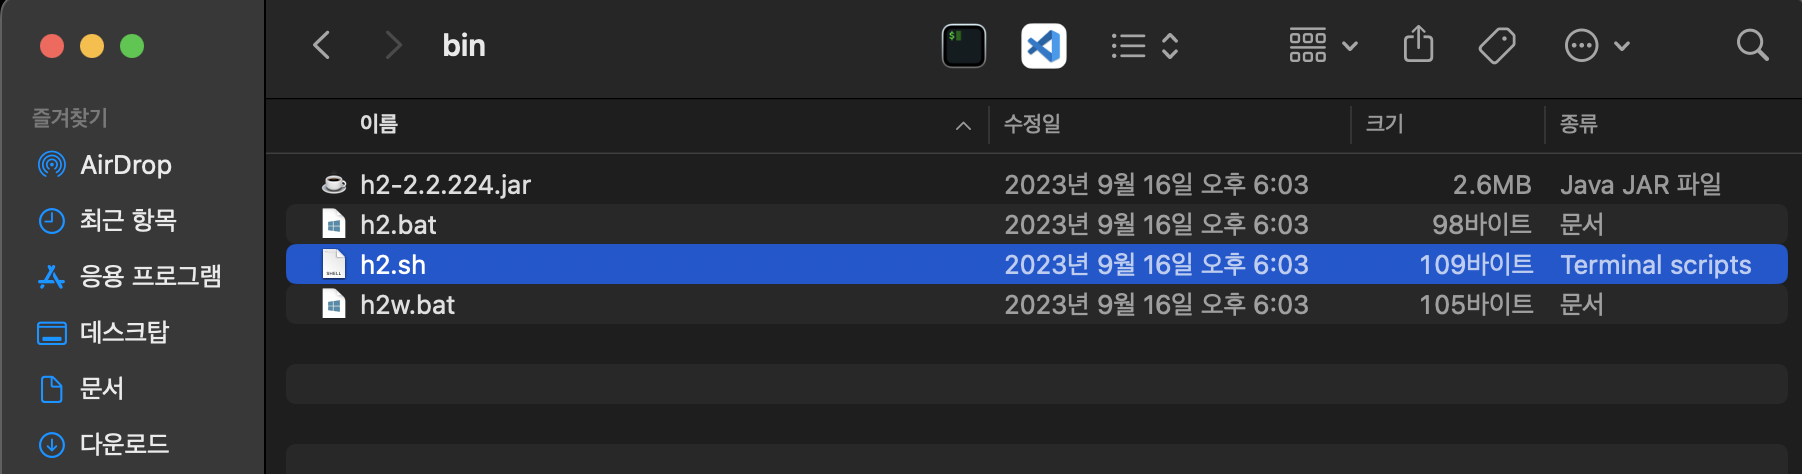 bin
즐겨찾기
AirDrop
최근 항목
응용 프로그램
데스크탑
문서
다운로드
이름 수정일 크기 종류
h2-2.2.224.jar 2023년 9월 16일 오후 6:03 2.6MB Java JAR 파일
h2.bat 2023년 9월 16일 오후 6:03 98바이트 문서
h2.sh 2023년 9월 16일 오후 6:03 109바이트 Terminal scripts
h2w.bat 2023년 9월 16일 오후 6:03 105바이트 문서